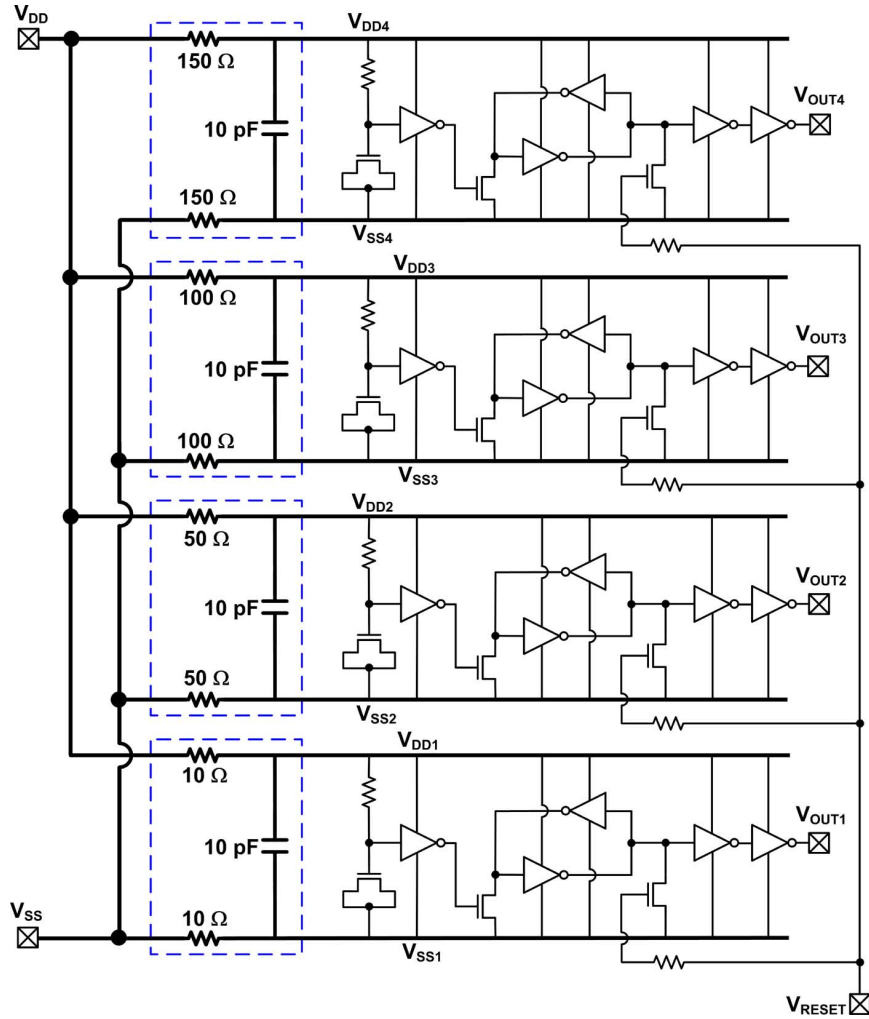 VDD
VDD4
150 Ω
10 pF
VOUT4
150 Ω
VSS4
VDD3
100 Ω
10 pF
VOUT3
100 Ω
VSS3
VDD2
50 Ω
10 pF
VOUT2
50 Ω
VSS2
VDD1
10 Ω
10 pF
VOUT1
VSS
10 Ω
VSS1
VRESET